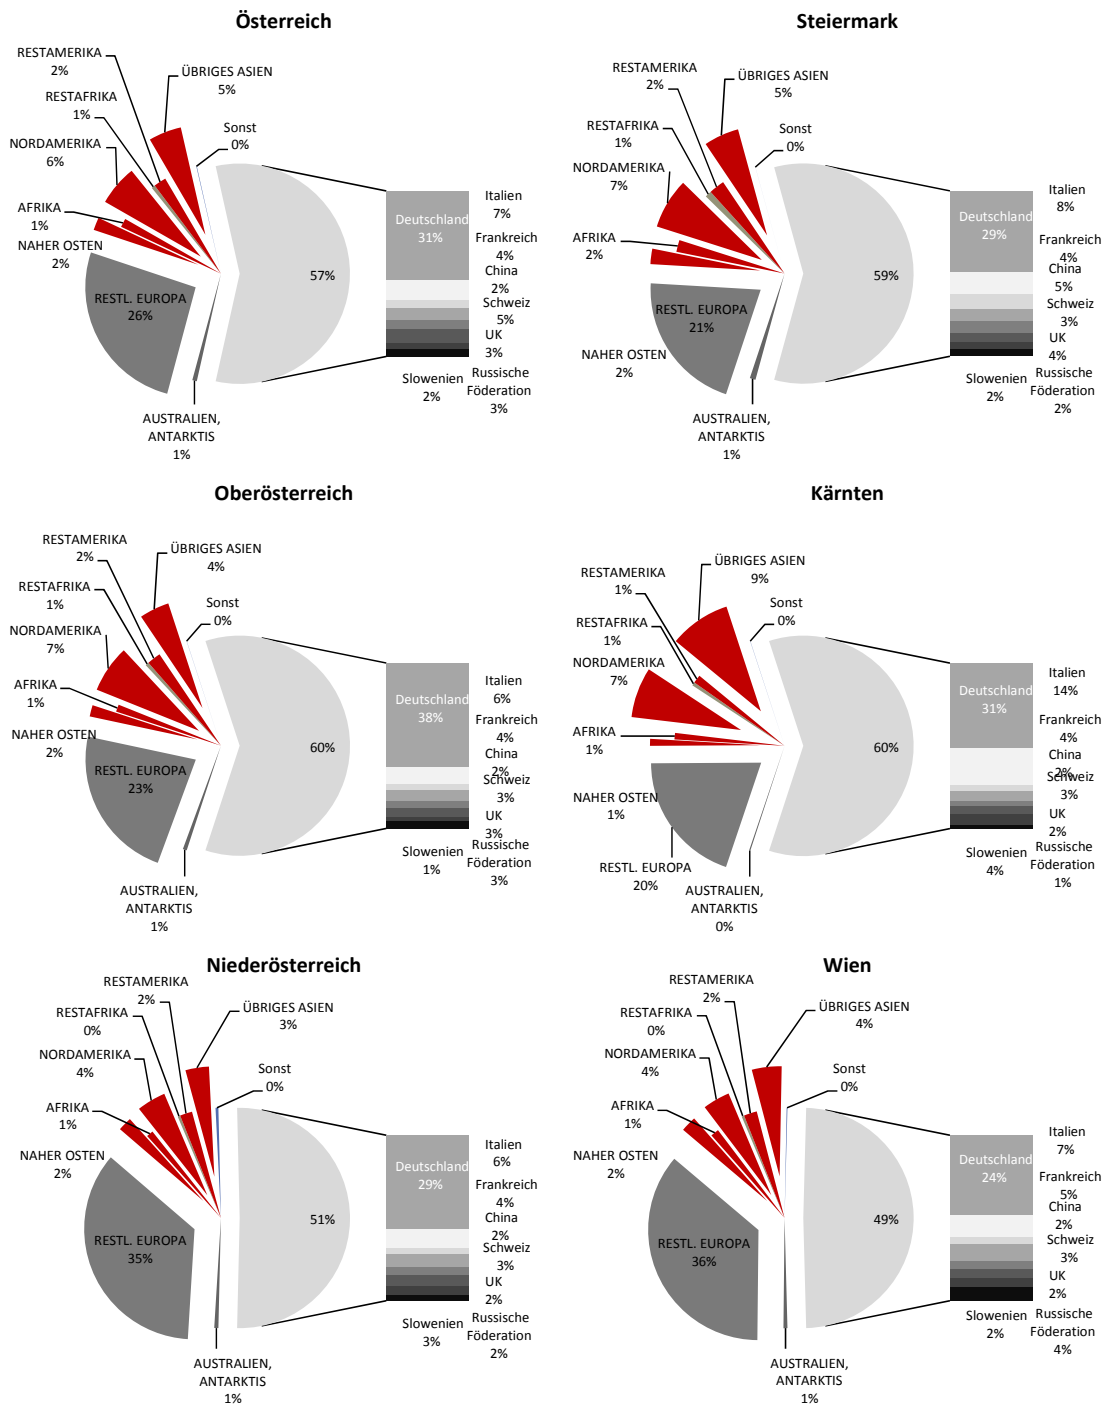 Österreich
RESTAMERIKA
2%
ÜBRIGES ASIEN
5%
RESTAFRIKA
1%
Sonst
0%
NORDAMERIKA
6%
AFRIKA
1%
NAHER OSTEN
2%
RESTL. EUROPA
26%
AUSTRALIEN,
ANTARKTIS
1%
57%
Deutschland
31%
Italien
7%
Frankreich
4%
China
2%
Schweiz
5%
UK
3%
Slowenien
2%
Russische
Föderation
3%
Steiermark
RESTAMERIKA
2%
ÜBRIGES ASIEN
5%
RESTAFRIKA
1%
Sonst
0%
NORDAMERIKA
7%
AFRIKA
2%
RESTL. EUROPA
21%
NAHER OSTEN
2%
AUSTRALIEN,
ANTARKTIS
1%
59%
Deutschland
29%
Italien
8%
Frankreich
4%
China
5%
Schweiz
3%
UK
4%
Slowenien
2%
Russische
Föderation
2%
Oberösterreich
RESTAMERIKA
2%
ÜBRIGES ASIEN
4%
RESTAFRIKA
1%
Sonst
0%
NORDAMERIKA
7%
AFRIKA
1%
NAHER OSTEN
2%
RESTL. EUROPA
23%
AUSTRALIEN,
ANTARKTIS
1%
60%
Deutschland
38%
Italien
6%
Frankreich
4%
China
2%
Schweiz
3%
UK
3%
Slowenien
1%
Russische
Föderation
3%
Kärnten
ÜBRIGES ASIEN
9%
RESTAMERIKA
1%
Sonst
0%
RESTAFRIKA
1%
NORDAMERIKA
7%
AFRIKA
1%
NAHER OSTEN
1%
RESTL. EUROPA
20%
AUSTRALIEN,
ANTARKTIS
0%
60%
Deutschland
31%
Italien
14%
Frankreich
4%
China
2%
Schweiz
3%
UK
2%
Slowenien
4%
Russische
Föderation
1%
Niederösterreich
RESTAMERIKA
2%
ÜBRIGES ASIEN
3%
RESTAFRIKA
0%
NORDAMERIKA
4%
Sonst
0%
AFRIKA
1%
NAHER OSTEN
2%
RESTL. EUROPA
35%
AUSTRALIEN,
ANTARKTIS
1%
51%
Deutschland
29%
Italien
6%
Frankreich
4%
China
2%
Schweiz
3%
UK
2%
Slowenien
3%
Russische
Föderation
2%
Wien
RESTAMERIKA
2%
ÜBRIGES ASIEN
4%
RESTAFRIKA
0%
NORDAMERIKA
4%
Sonst
0%
AFRIKA
1%
NAHER OSTEN
2%
RESTL. EUROPA
36%
AUSTRALIEN,
ANTARKTIS
1%
49%
Deutschland
24%
Italien
7%
Frankreich
5%
China
2%
Schweiz
3%
UK
2%
Slowenien
2%
Russische
Föderation
4%